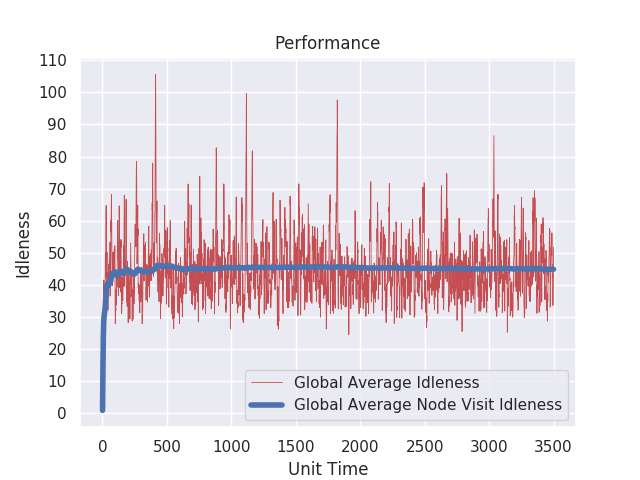 Performance
110
100
90
80
70
60
50
40
30
20
10
0
Idleness
Global Average Idleness
Global Average Node Visit Idleness
0 500 1000 1500 2000 2500 3000 3500
Unit Time